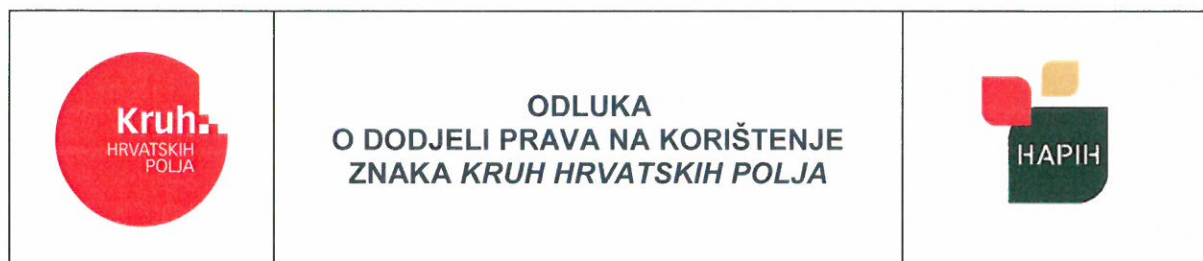 Kruh
HRVATSKIH
POLJA
ODLUKA
O DODJELI PRAVA NA KORIŠTENJE
ZNAKA KRUH HRVATSKIH POLJA
HAPIH